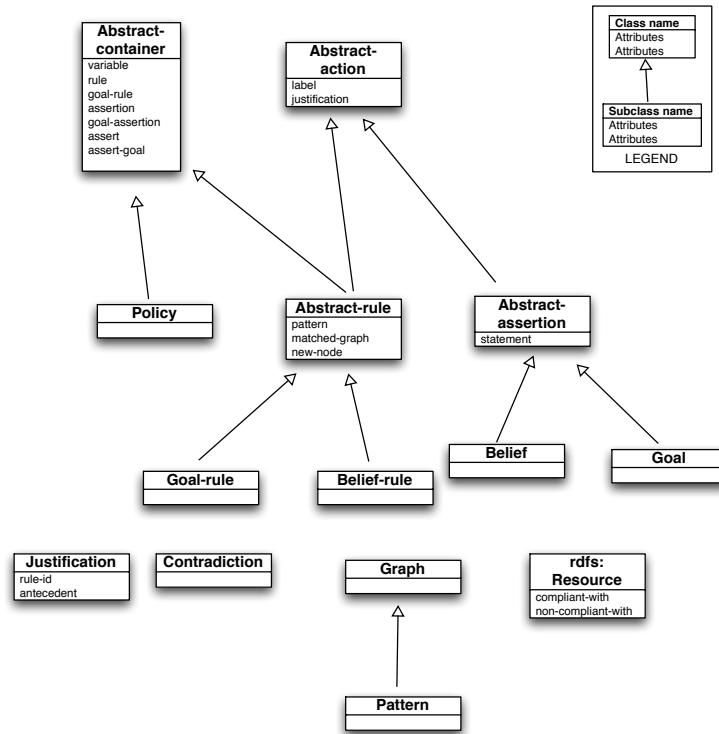 Abstract-
container
variable
rule
goal-rule
assertion
goal-assertion
assert
assert-goal
Abstract-
action
label
justification
Class name
Attributes
Attributes
Subclass name
Attributes
Attributes
LEGEND
Policy
Abstract-rule
pattern
matched-graph
new-node
Abstract-
assertion
statement
Goal-rule
Belief-rule
Belief
Goal
Justification
rule-id
antecedent
Contradiction
Graph
rdfs:
Resource
compliant-with
non-compliant-with
Pattern